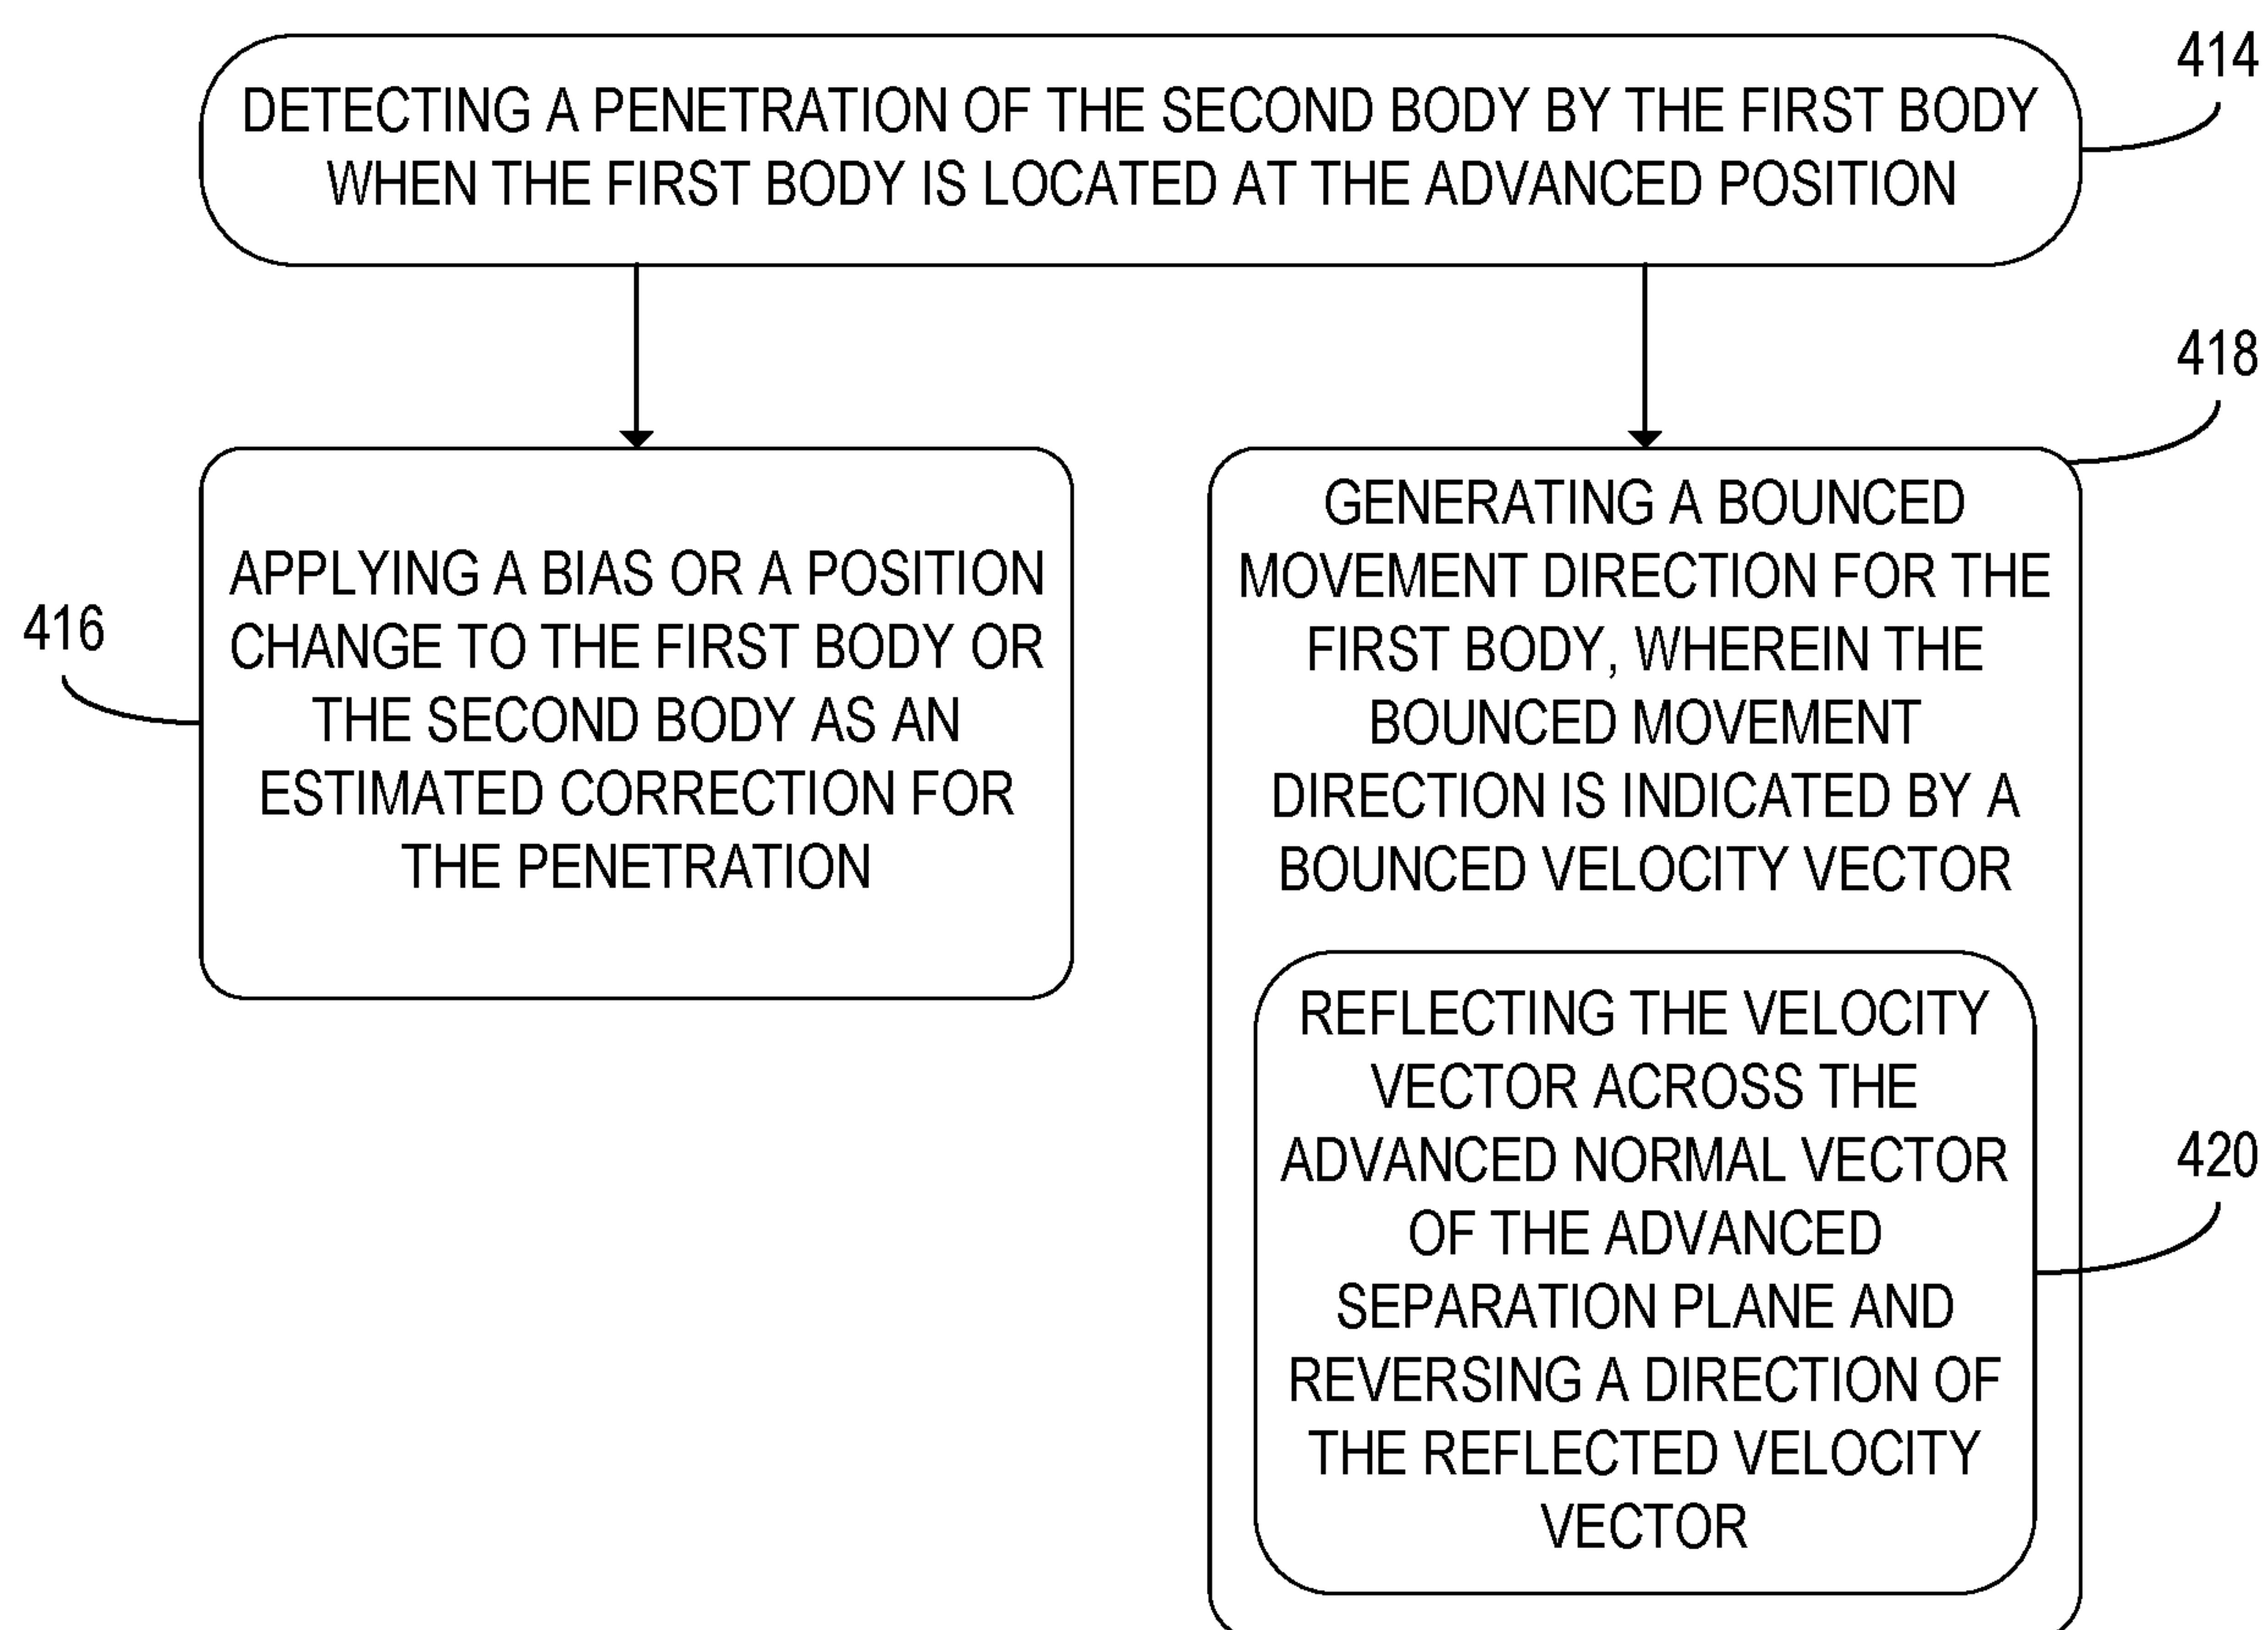 414
DETECTING A PENETRATION OF THE SECOND BODY BY THE FIRST BODY
WHEN THE FIRST BODY IS LOCATED AT THE ADVANCED POSITION
416
APPLYING A BIAS OR A POSITION
CHANGE TO THE FIRST BODY OR
THE SECOND BODY AS AN
ESTIMATED CORRECTION FOR
THE PENETRATION
418
GENERATING A BOUNCED
MOVEMENT DIRECTION FOR THE
FIRST BODY, WHEREIN THE
BOUNCED MOVEMENT
DIRECTION IS INDICATED BY A
BOUNCED VELOCITY VECTOR
420
REFLECTING THE VELOCITY
VECTOR ACROSS THE
ADVANCED NORMAL VECTOR
OF THE ADVANCED
SEPARATION PLANE AND
REVERSING A DIRECTION OF
THE REFLECTED VELOCITY
VECTOR